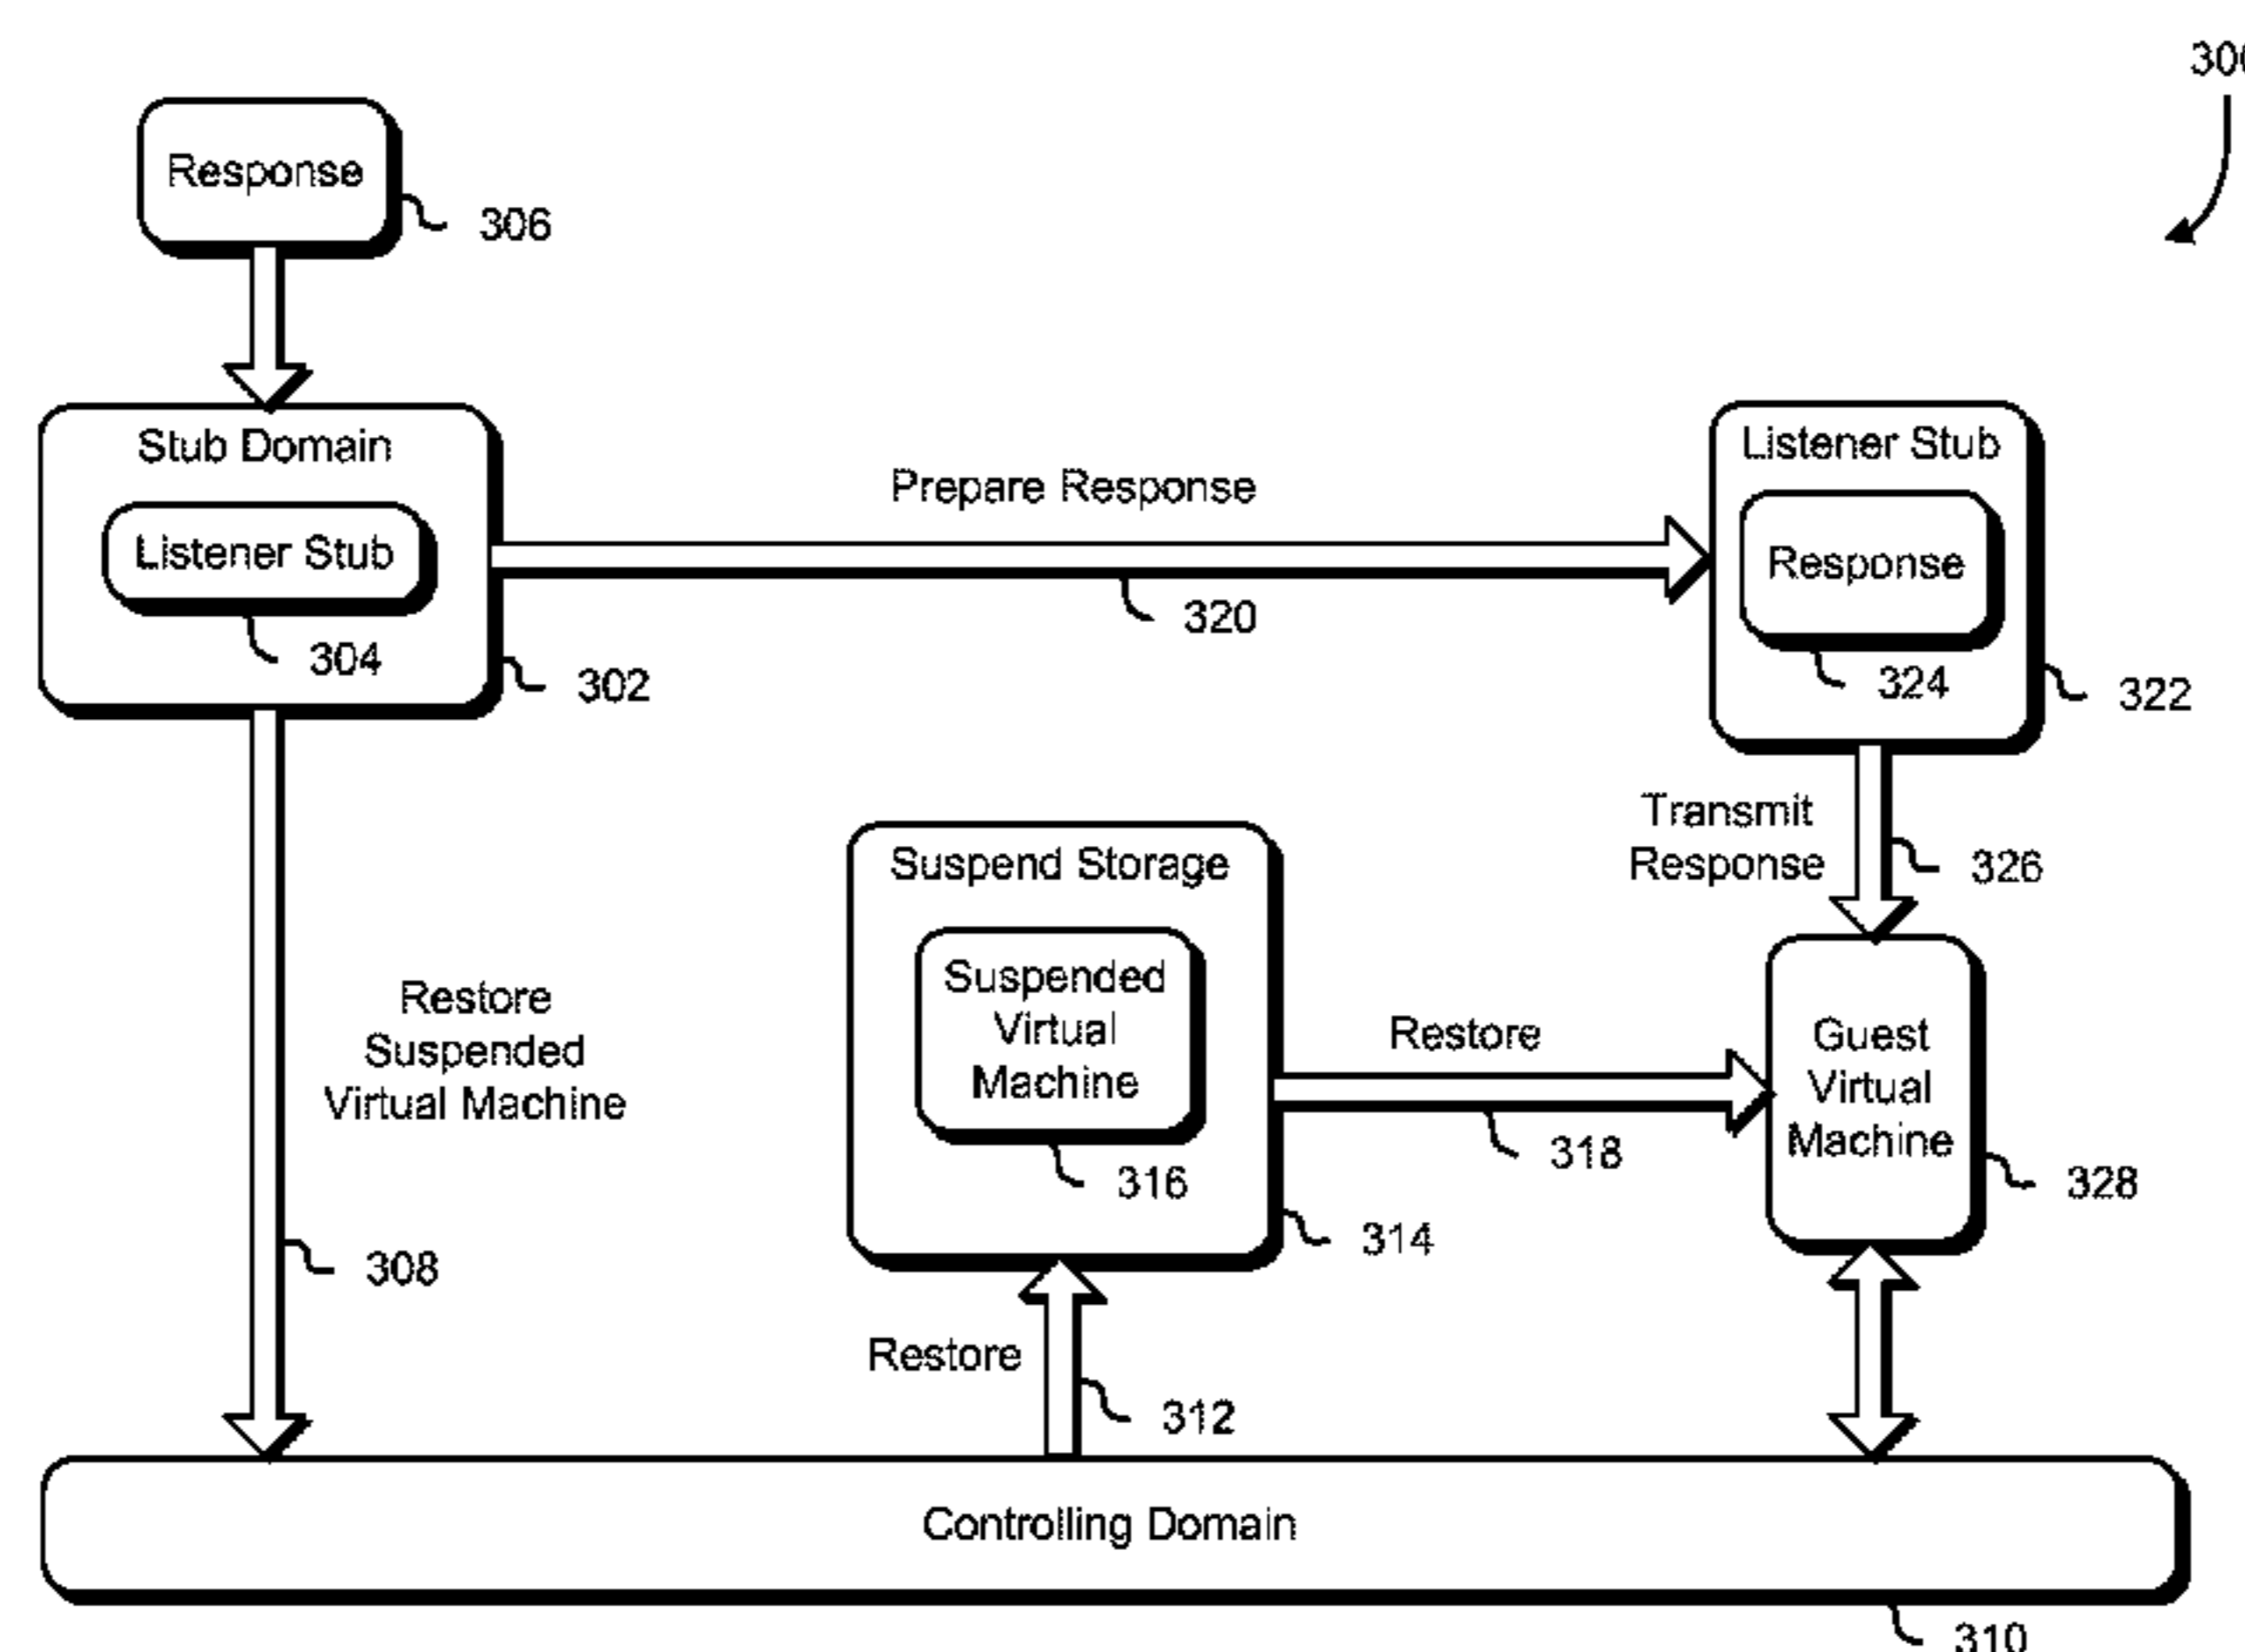 Response
306
Stub Domain
Listener Stub
304
302
Prepare Response
320
Listener Stub
Response
324
322
Transmit
Response
326
Suspend Storage
Suspended
Virtual
Machine
316
314
Restore
Suspended
Virtual Machine
308
Restore
318
Guest
Virtual
Machine
328
Restore
312
Controlling Domain
310